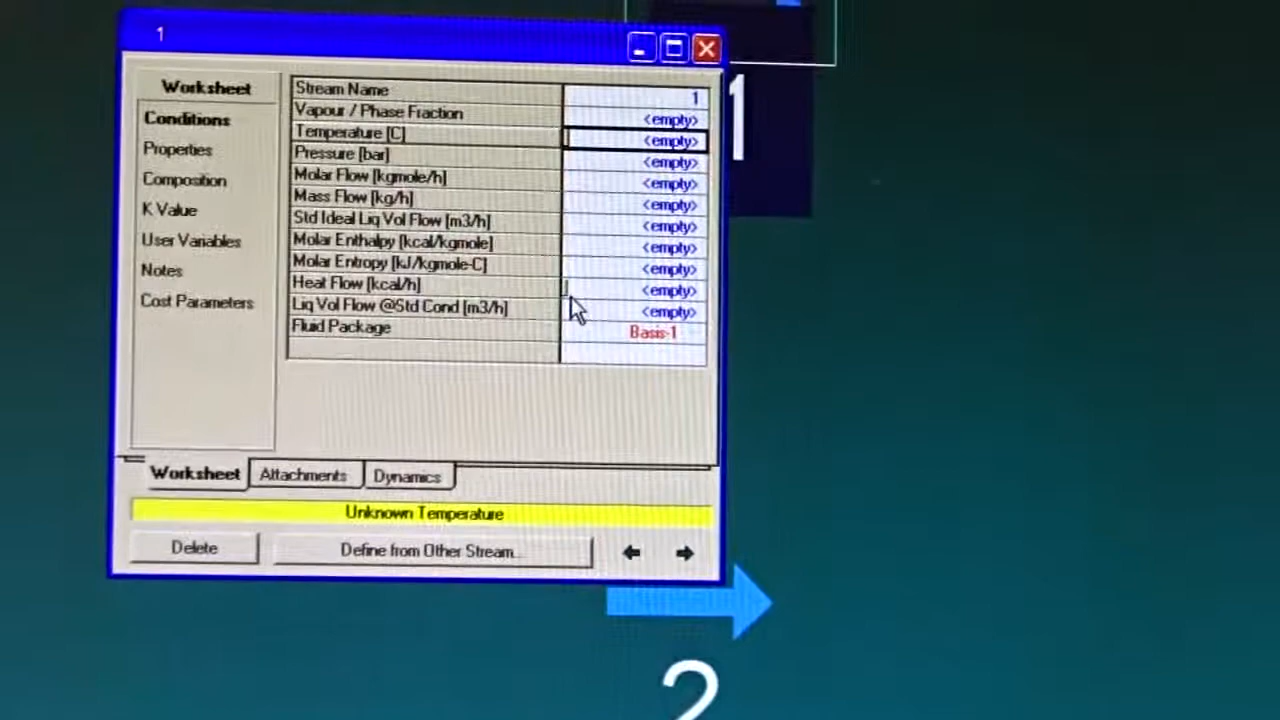 1
Worksheet
Conditions
Properties
Composition
K Value
User Variables
Notes
Cost Parameters
Stream Name 1
Vapour / Phase Fraction <empty>
Temperature [C] <empty>
Pressure [bar] <empty>
Molar Flow [kgmole/h] <empty>
Mass Flow [kg/h] <empty>
Std Ideal Liq Vol Flow [m3/h] <empty>
Molar Enthalpy [kcal/kgmole] <empty>
Molar Entropy [kJ/kgmole-C] <empty>
Heat Flow [kcal/h] <empty>
Liq Vol Flow @Std Cond [m3/h] <empty>
Fluid Package Basis-1
Worksheet Attachments Dynamics
Unknown Temperature
Delete Define from Other Stream...
1
2